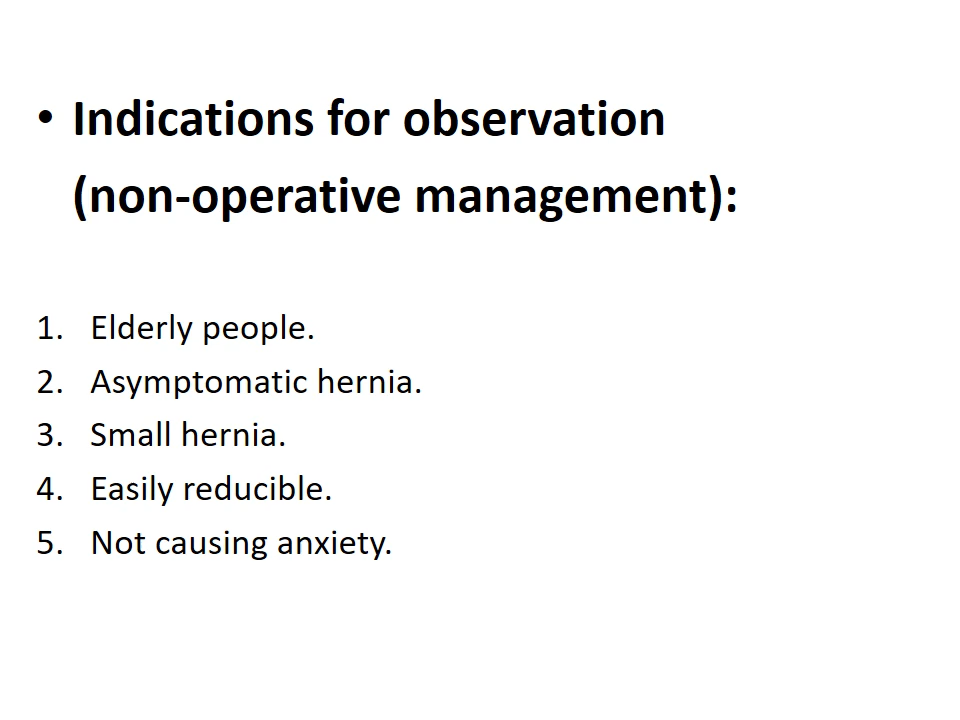 • Indications for observation
(non-operative management):
1. Elderly people.
2. Asymptomatic hernia.
3. Small hernia.
4. Easily reducible.
5. Not causing anxiety.